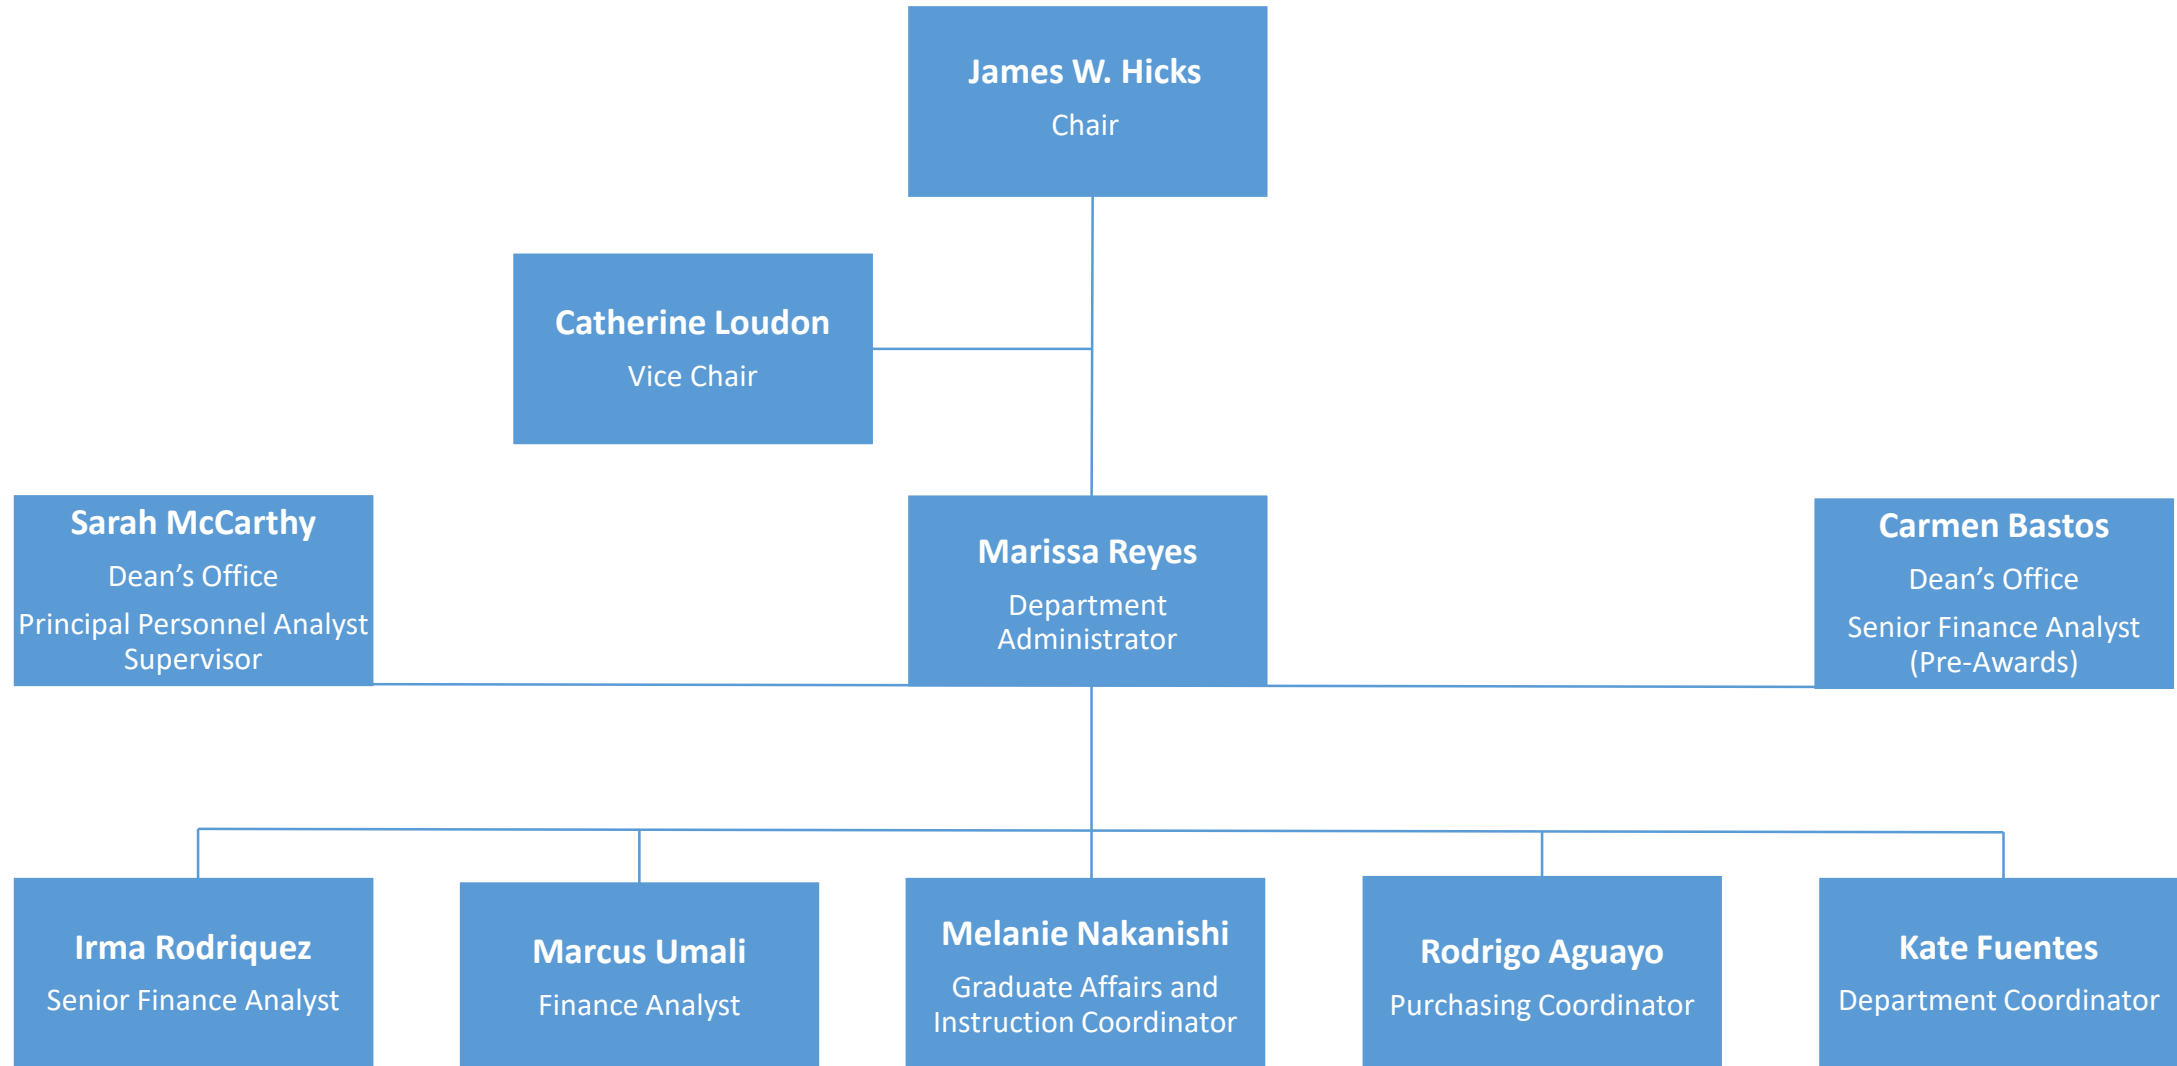 James W. Hicks
Chair
Catherine Loudon
Vice Chair
Sarah McCarthy
Dean’s Office
Principal Personnel Analyst
Supervisor
Marissa Reyes
Department
Administrator
Carmen Bastos
Dean’s Office
Senior Finance Analyst
(Pre-Awards)
Irma Rodriquez
Senior Finance Analyst
Marcus Umali
Finance Analyst
Melanie Nakanishi
Graduate Affairs and
Instruction Coordinator
Rodrigo Aguayo
Purchasing Coordinator
Kate Fuentes
Department Coordinator